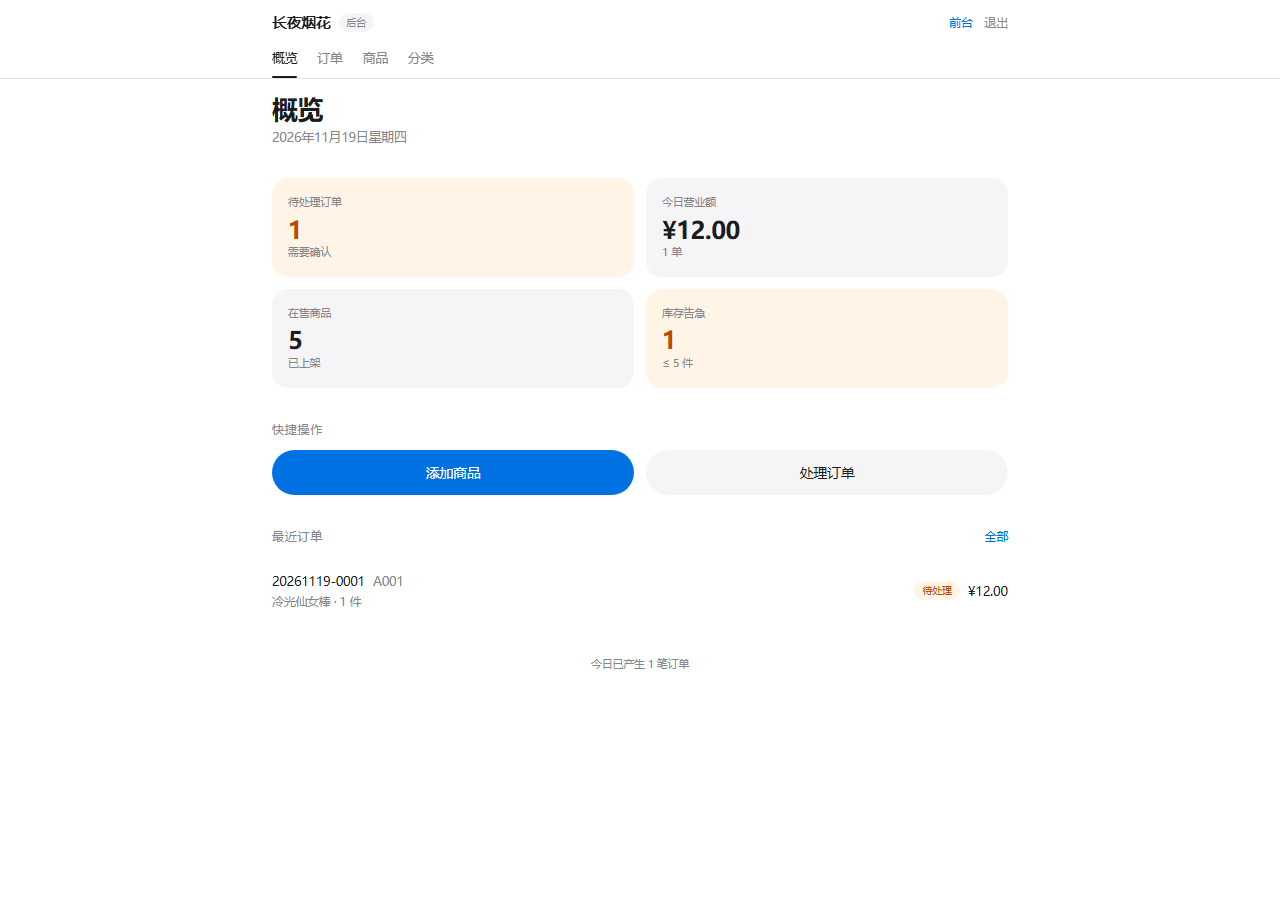 长夜烟花 后台 前台 退出
概览 订单 商品 分类
概览
2026年11月19日星期四
待处理订单
1
需要确认
今日营业额
¥12.00
1 单
在售商品
5
已上架
库存告急
1
≤ 5 件
快捷操作
添加商品 处理订单
最近订单 全部
20261119-0001 A001
冷光仙女棒 · 1 件
待处理 ¥12.00
今日已产生 1 笔订单